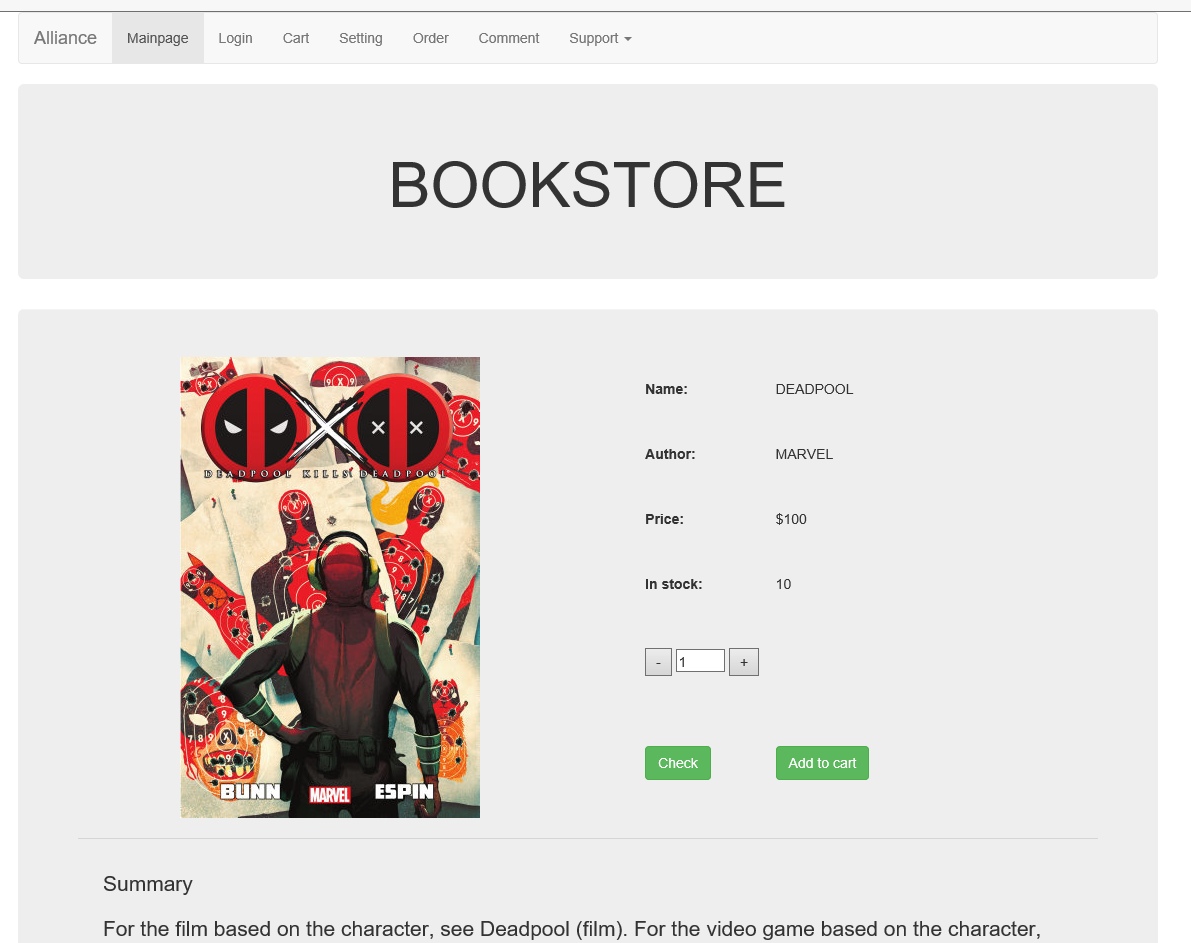 Alliance Mainpage Login Cart Setting Order Comment Support
BOOKSTORE
DEADPOOL KILLS DEADPOOL
BUNN MARVEL ESPIN
Name: DEADPOOL
Author: MARVEL
Price: $100
In stock: 10
- 1 +
Check Add to cart
Summary
For the film based on the character, see Deadpool (film). For the video game based on the character,